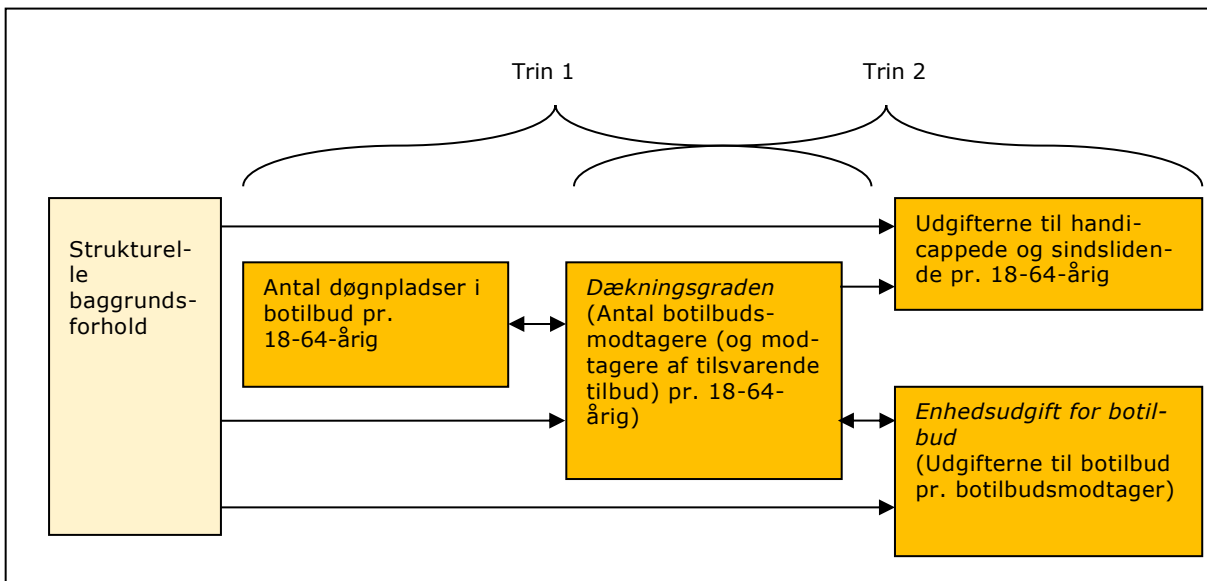 Trin 1
Trin 2
Strukturel-
le
baggrunds-
forhold
Antal døgnpladser i
botilbud pr.
18-64-årig
Dækningsgraden
(Antal botilbuds-
modtagere (og mod-
tagere af tilsvarende
tilbud) pr. 18-64-
årig)
Udgifterne til handi-
cappede og sindsliden-
de pr. 18-64-årig
Enhedsudgift for botil-
bud
(Udgifterne til botilbud
pr. botilbudsmodtager)